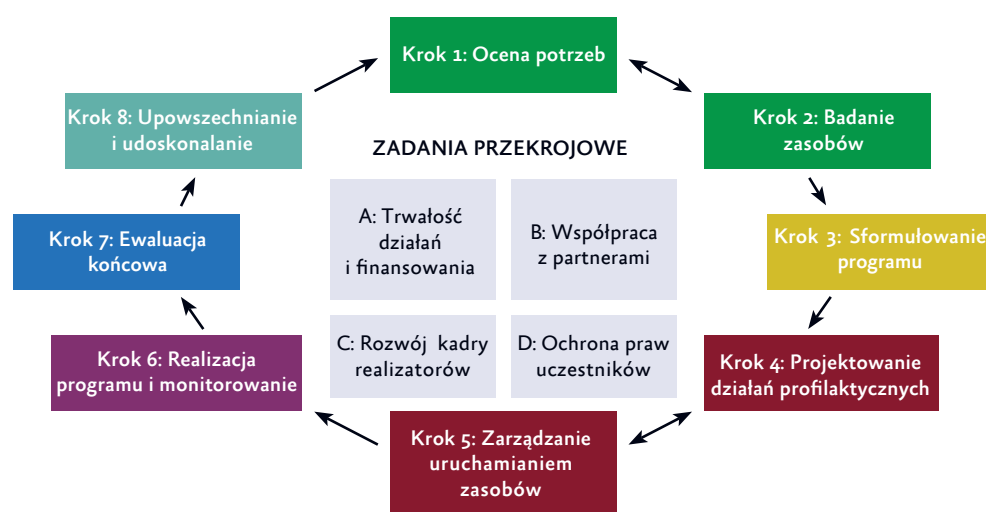 Krok 1: Ocena potrzeb
Krok 2: Badanie
zasobów
Krok 3: Sformułowanie
programu
Krok 4: Projektowanie
działań profilaktycznych
Krok 5: Zarządzanie
uruchamianiem
zasobów
Krok 6: Realizacja
programu i monitorowanie
Krok 7: Ewaluacja
końcowa
Krok 8: Upowszechnianie
i udoskonalanie
ZADANIA PRZEKROJOWE
A: Trwałość
działań
i finansowania
B: Współpraca
z partnerami
C: Rozwój kadry
realizatorów
D: Ochrona praw
uczestników